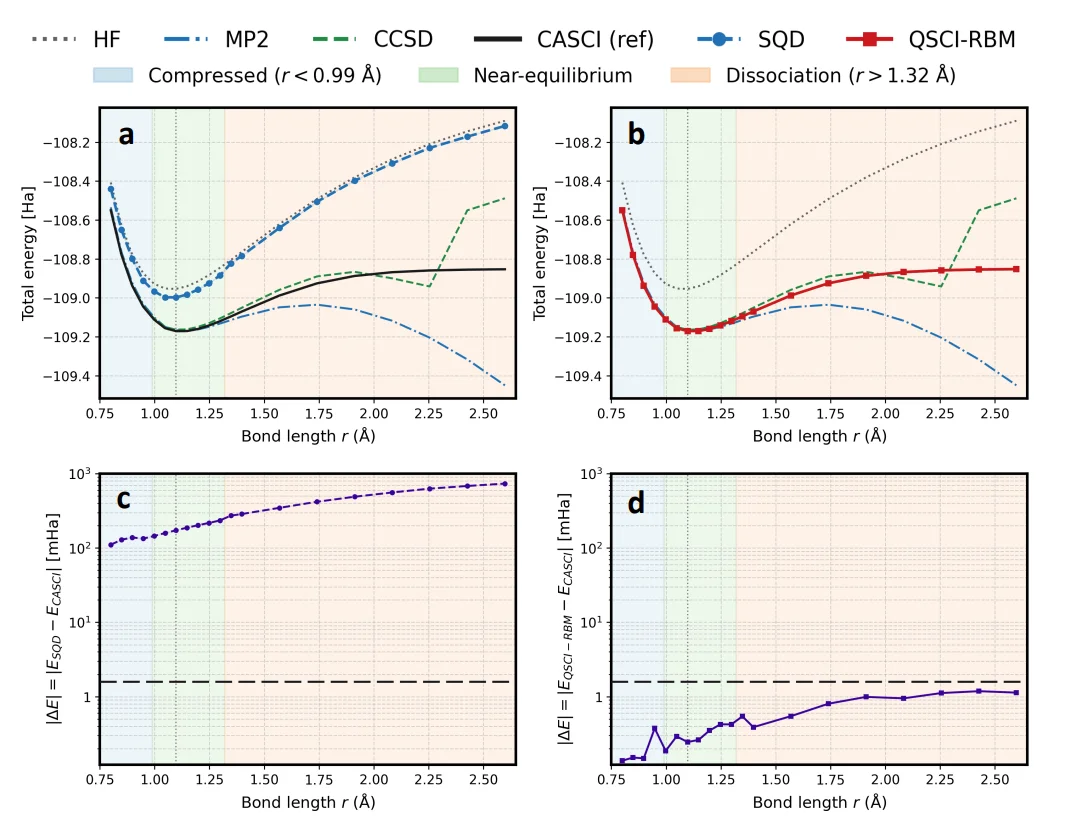 HF MP2 CCSD CASCI (ref) SQD QSCI-RBM
Compressed (r < 0.99 Å) Near-equilibrium Dissociation (r > 1.32 Å)
a
Total energy [Ha]
−108.2
−108.4
−108.6
−108.8
−109.0
−109.2
−109.4
0.75 1.00 1.25 1.50 1.75 2.00 2.25 2.50
Bond length r (Å)
b
Total energy [Ha]
−108.2
−108.4
−108.6
−108.8
−109.0
−109.2
−109.4
0.75 1.00 1.25 1.50 1.75 2.00 2.25 2.50
Bond length r (Å)
c
|ΔE| = |E_SQD − E_CASCI| [mHa]
10³
10²
10¹
1
0.75 1.00 1.25 1.50 1.75 2.00 2.25 2.50
Bond length r (Å)
d
|ΔE| = |E_QSCI−RBM − E_CASCI| [mHa]
10³
10²
10¹
1
0.75 1.00 1.25 1.50 1.75 2.00 2.25 2.50
Bond length r (Å)